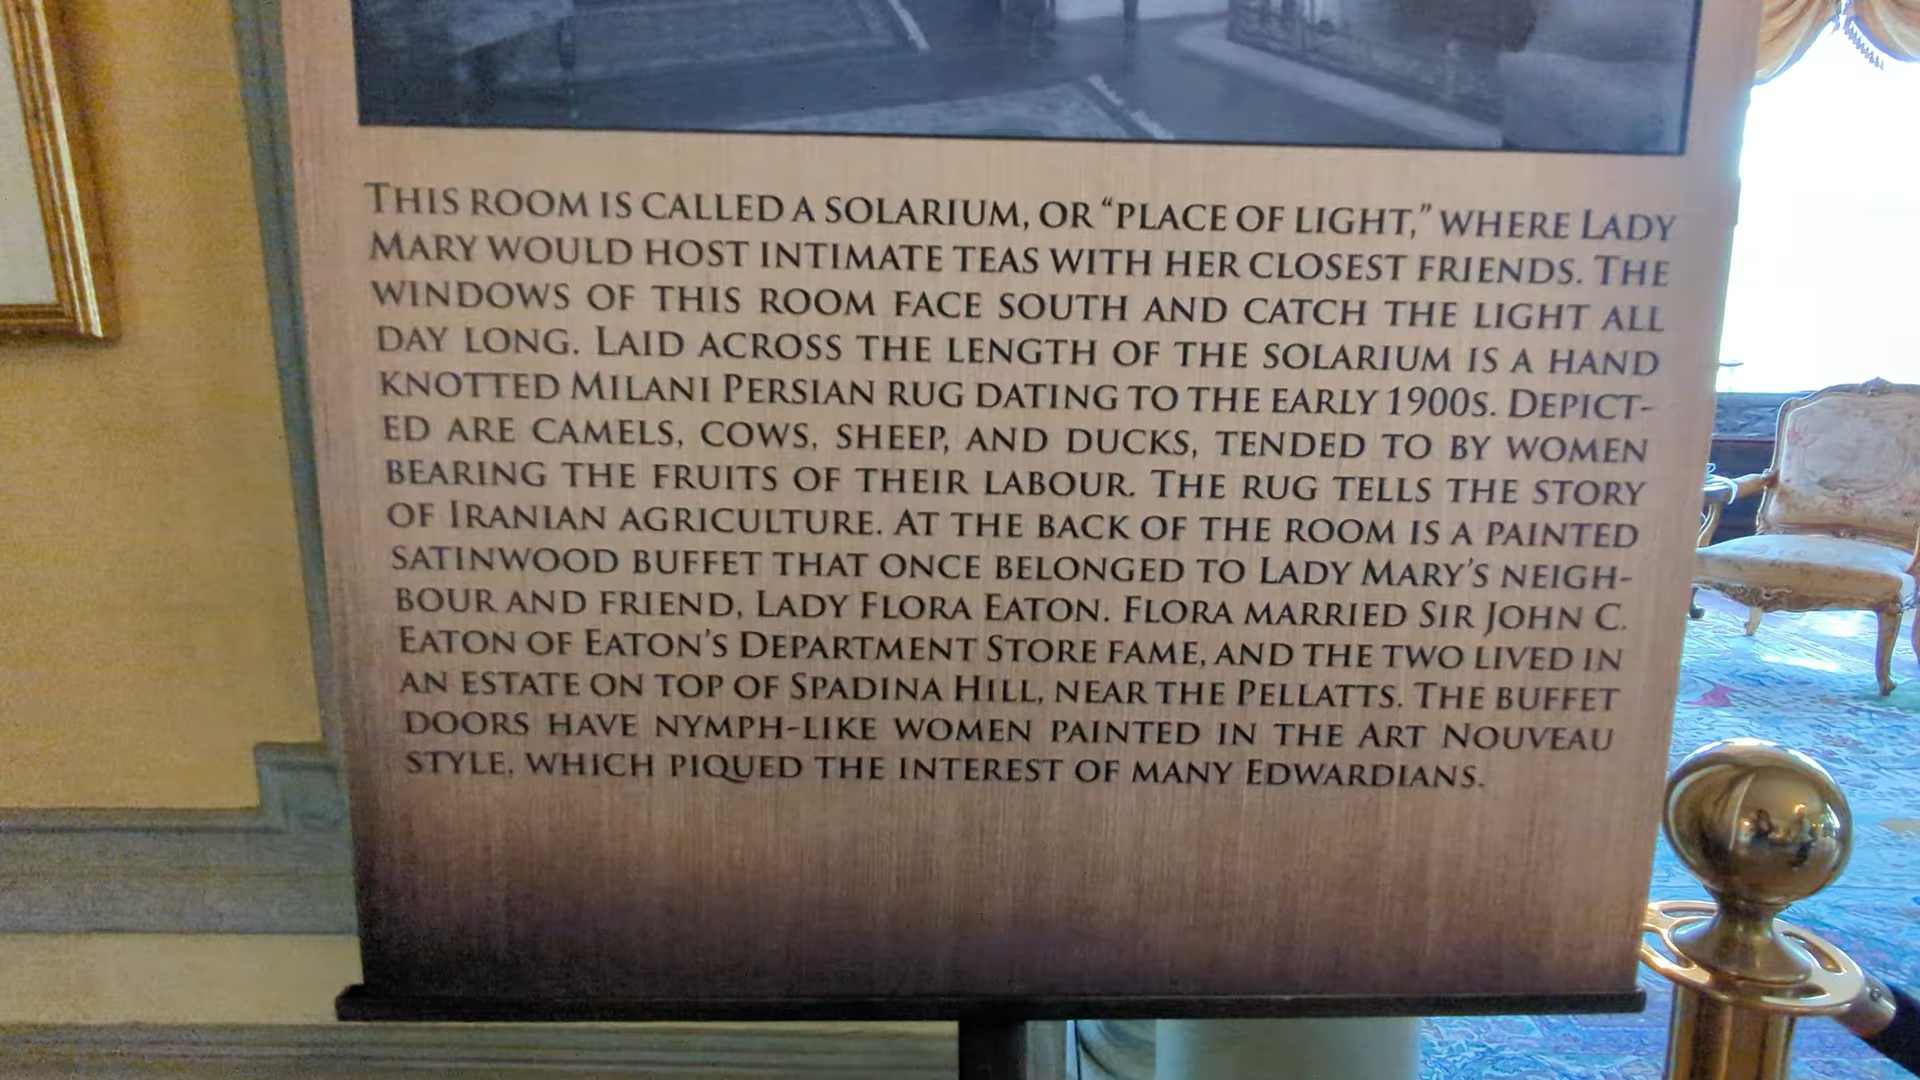 THIS ROOM IS CALLED A SOLARIUM, OR “PLACE OF LIGHT,” WHERE LADY
MARY WOULD HOST INTIMATE TEAS WITH HER CLOSEST FRIENDS. THE
WINDOWS OF THIS ROOM FACE SOUTH AND CATCH THE LIGHT ALL
DAY LONG. LAID ACROSS THE LENGTH OF THE SOLARIUM IS A HAND
KNOTTED MILANI PERSIAN RUG DATING TO THE EARLY 1900S. DEPICT-
ED ARE CAMELS, COWS, SHEEP, AND DUCKS, TENDED TO BY WOMEN
BEARING THE FRUITS OF THEIR LABOUR. THE RUG TELLS THE STORY
OF IRANIAN AGRICULTURE. AT THE BACK OF THE ROOM IS A PAINTED
SATINWOOD BUFFET THAT ONCE BELONGED TO LADY MARY’S NEIGH-
BOUR AND FRIEND, LADY FLORA EATON. FLORA MARRIED SIR JOHN C.
EATON OF EATON’S DEPARTMENT STORE FAME, AND THE TWO LIVED IN
AN ESTATE ON TOP OF SPADINA HILL, NEAR THE PELLATTS. THE BUFFET
DOORS HAVE NYMPH-LIKE WOMEN PAINTED IN THE ART NOUVEAU
STYLE, WHICH PIQUED THE INTEREST OF MANY EDWARDIANS.